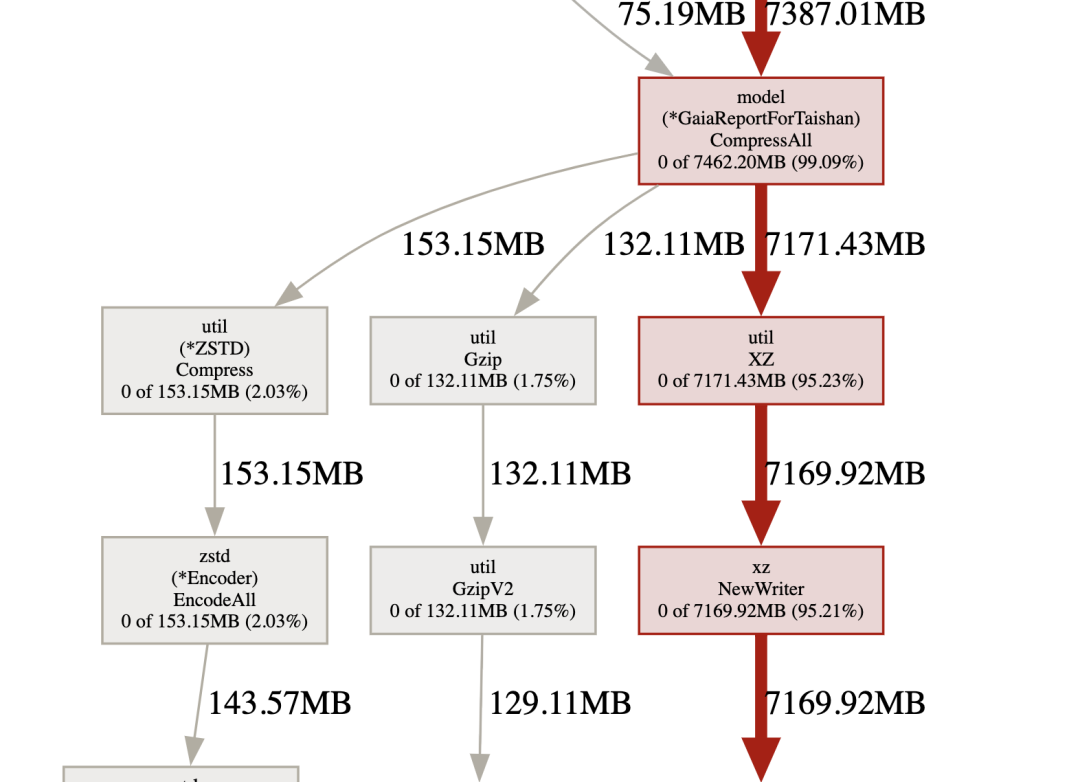 75.19MB
7387.01MB
model
(*GaiaReportForTaishan)
CompressAll
0 of 7462.20MB (99.09%)
153.15MB
132.11MB
7171.43MB
util
(*ZSTD)
Compress
0 of 153.15MB (2.03%)
util
Gzip
0 of 132.11MB (1.75%)
util
XZ
0 of 7171.43MB (95.23%)
153.15MB
132.11MB
7169.92MB
zstd
(*Encoder)
EncodeAll
0 of 153.15MB (2.03%)
util
GzipV2
0 of 132.11MB (1.75%)
xz
NewWriter
0 of 7169.92MB (95.21%)
143.57MB
129.11MB
7169.92MB